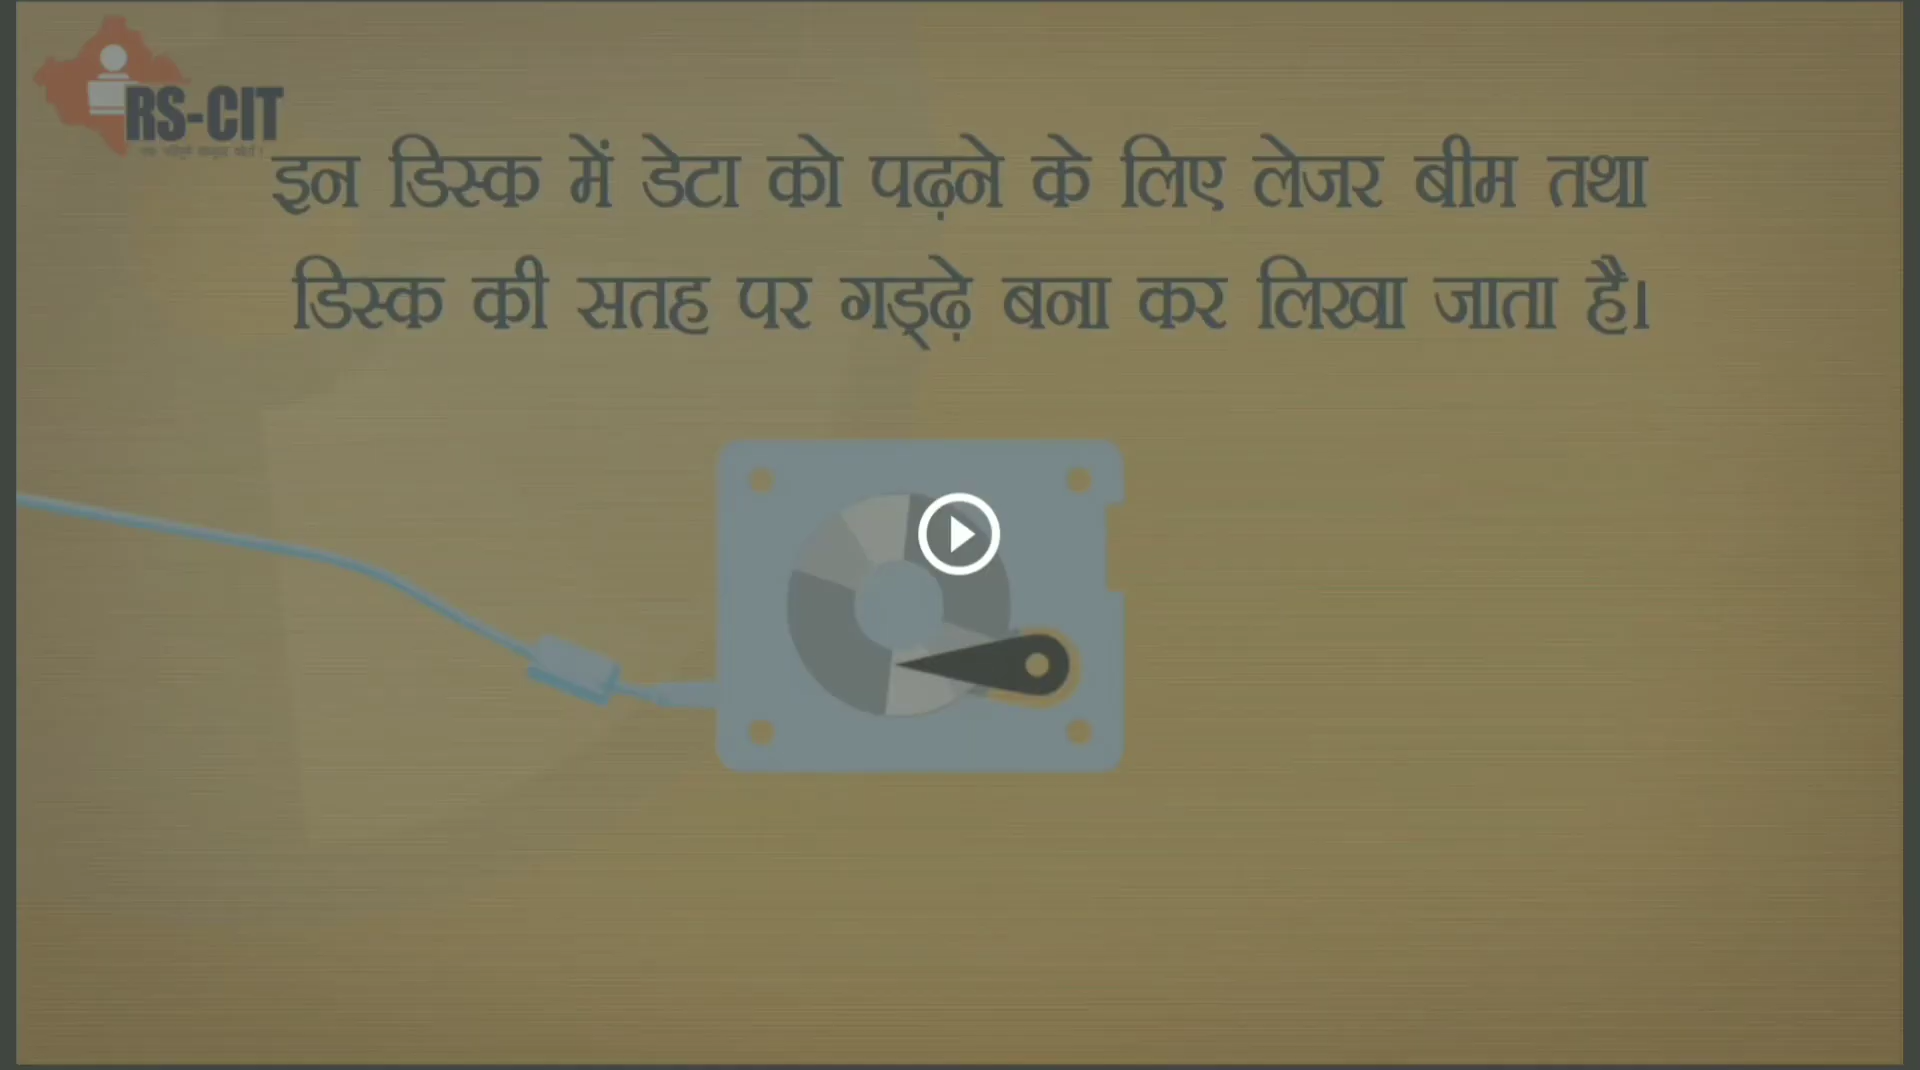 RS-CIT
इन डिस्क में डेटा को पढ़ने के लिए लेजर बीम तथा
डिस्क की सतह पर गड्ढ़े बना कर लिखा जाता है।